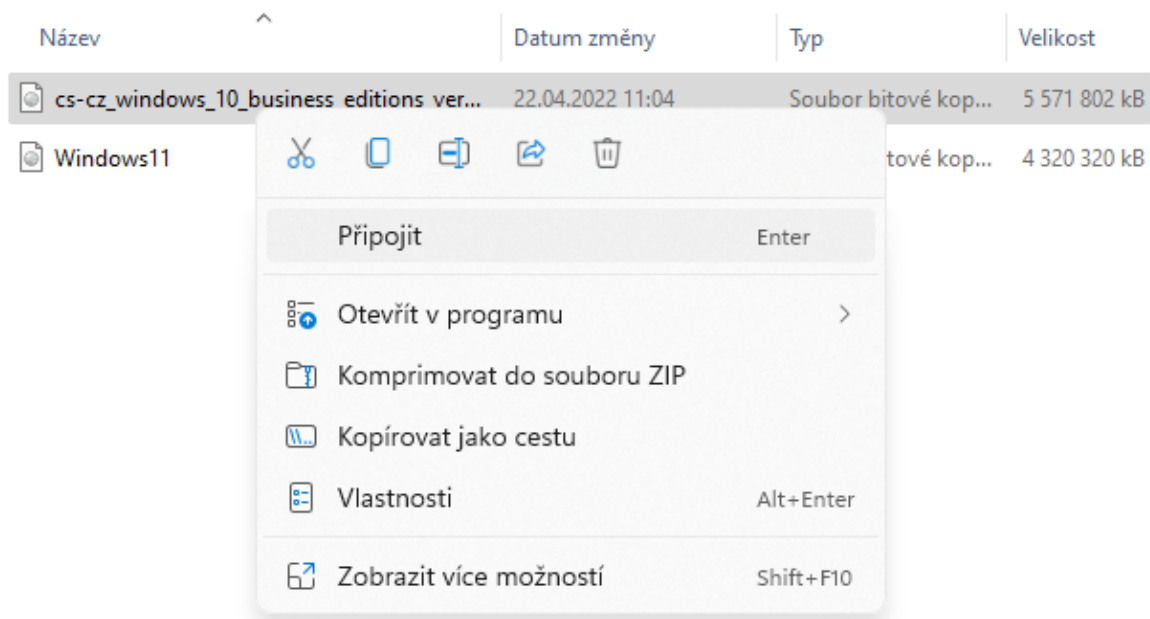 Název Datum změny Typ Velikost
cs-cz_windows_10_business_editions_ver... 22.04.2022 11:04 Soubor bitové kop... 5 571 802 kB
Windows11 tové kop... 4 320 320 kB
Připojit Enter
Otevřít v programu
Komprimovat do souboru ZIP
Kopírovat jako cestu
Vlastnosti Alt+Enter
Zobrazit více možností Shift+F10